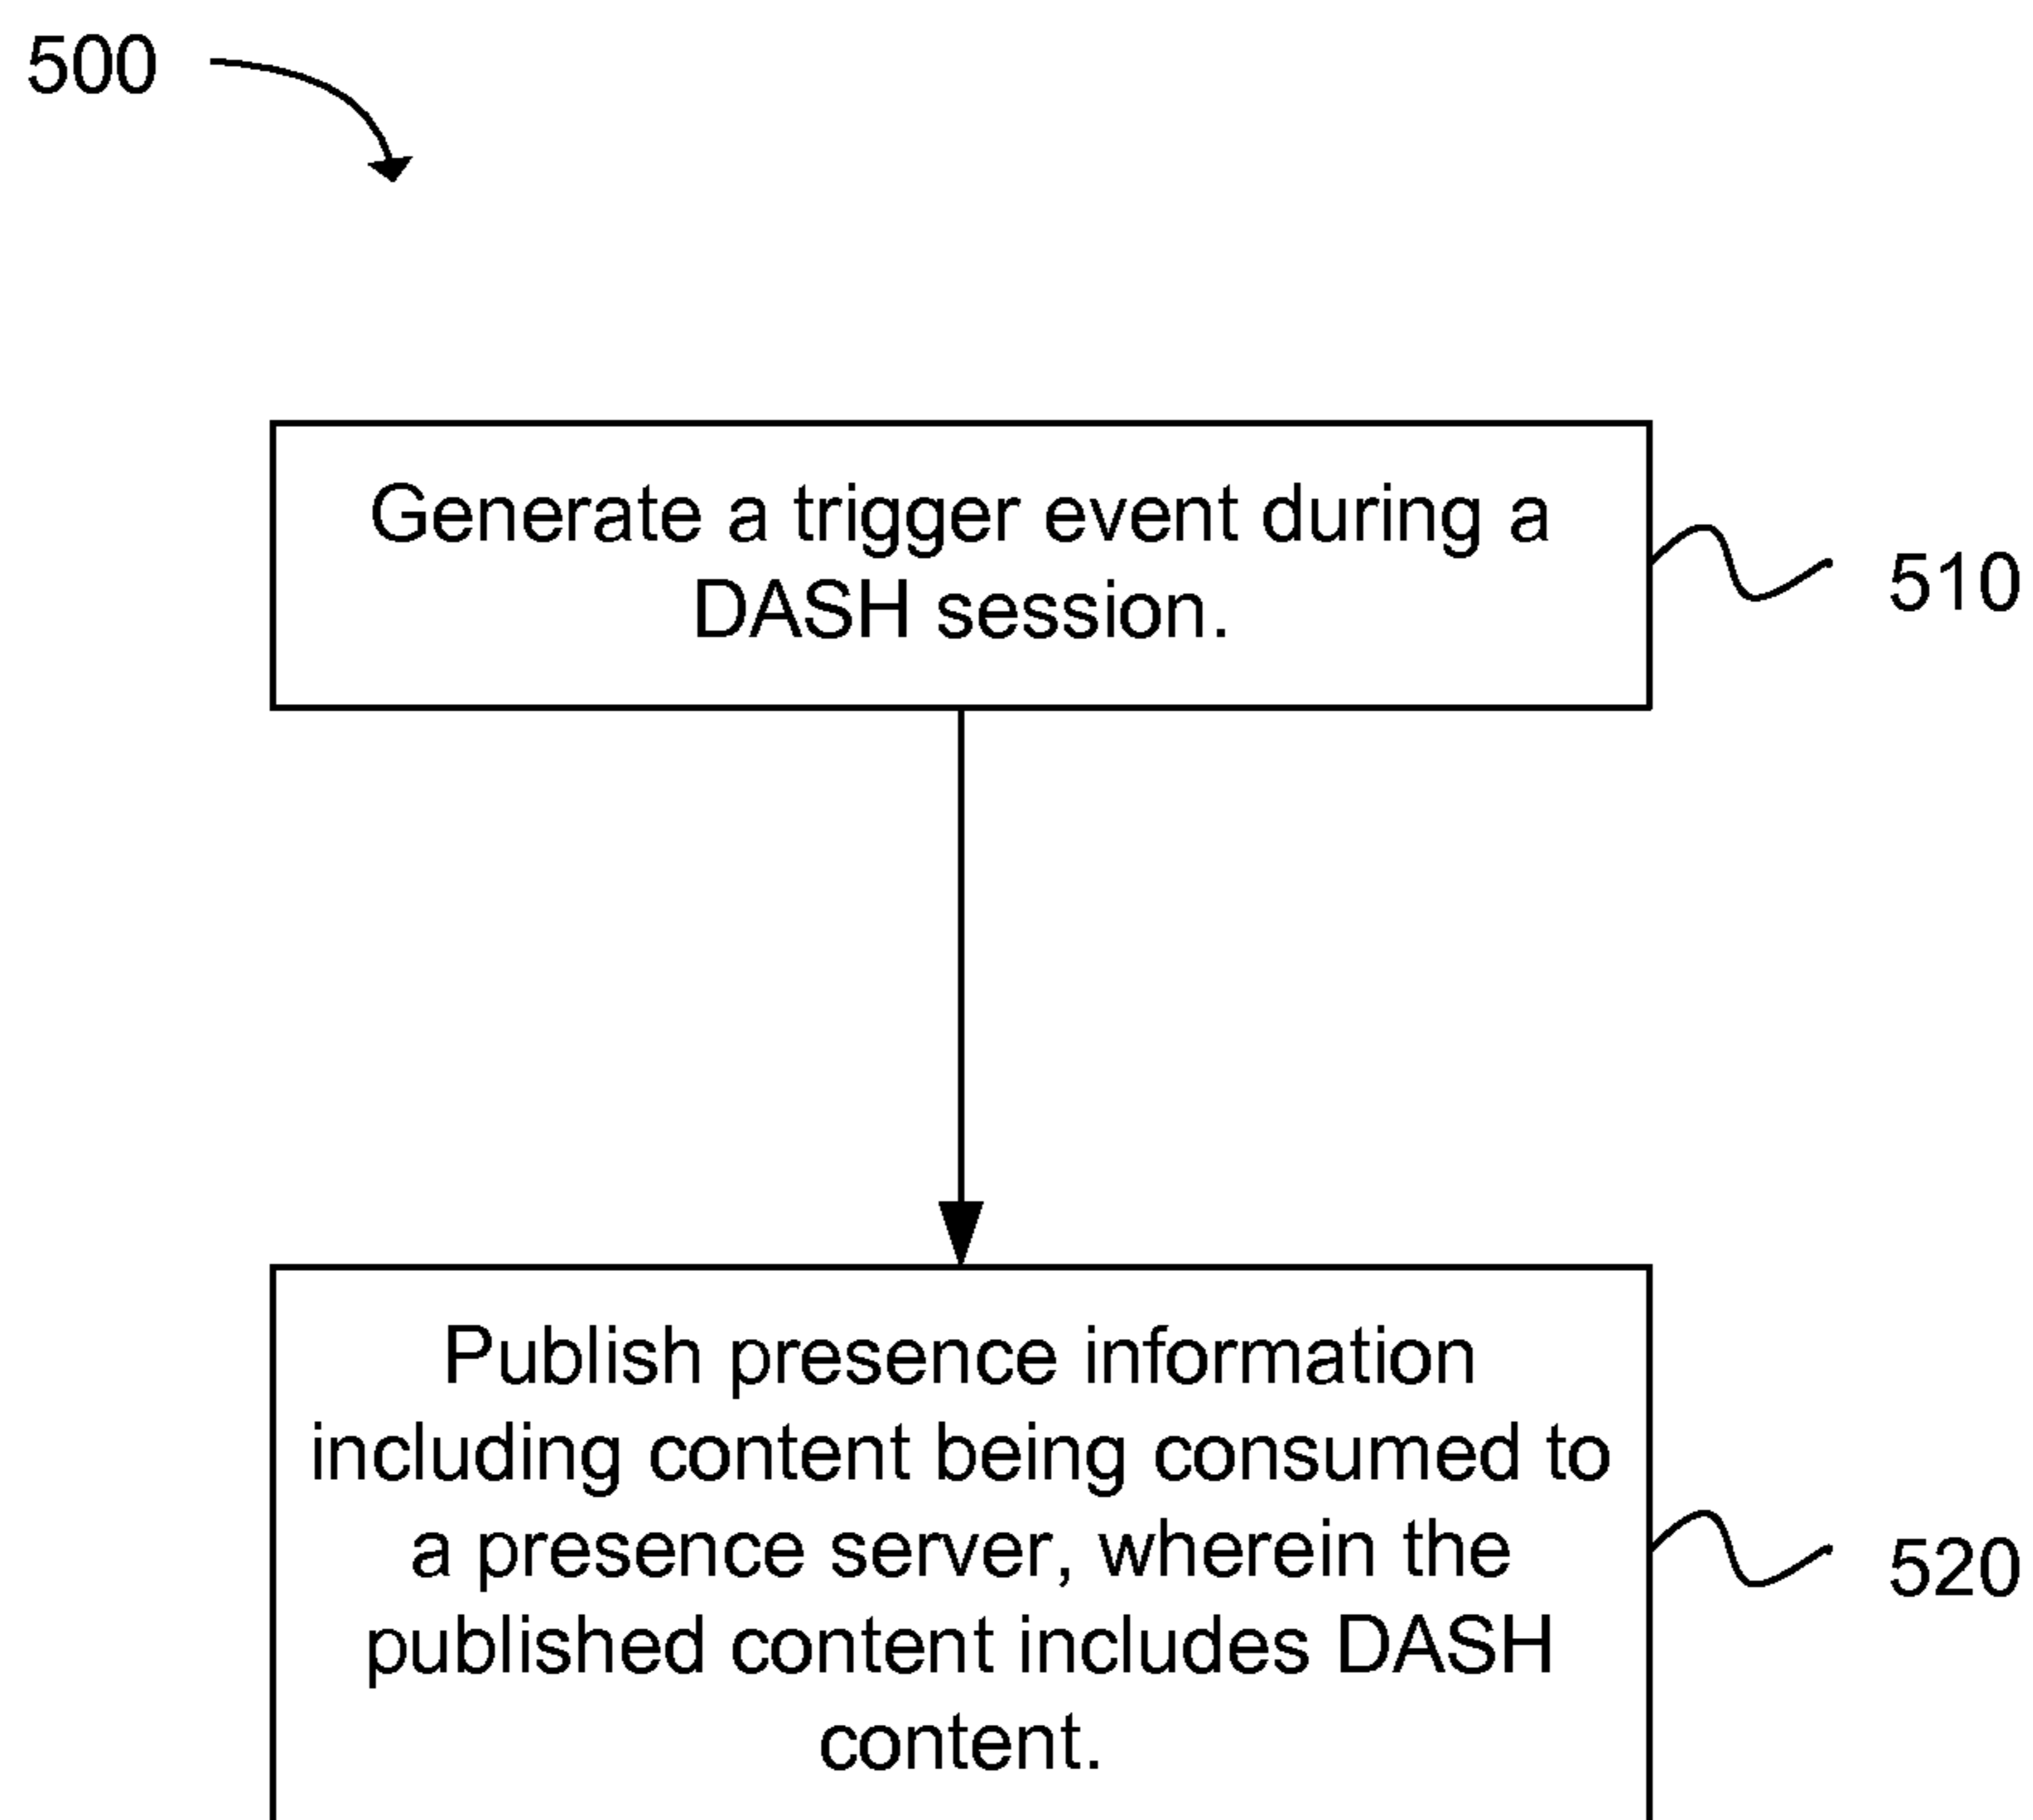 500
Generate a trigger event during a
DASH session.
510
Publish presence information
including content being consumed to
a presence server, wherein the
published content includes DASH
content.
520